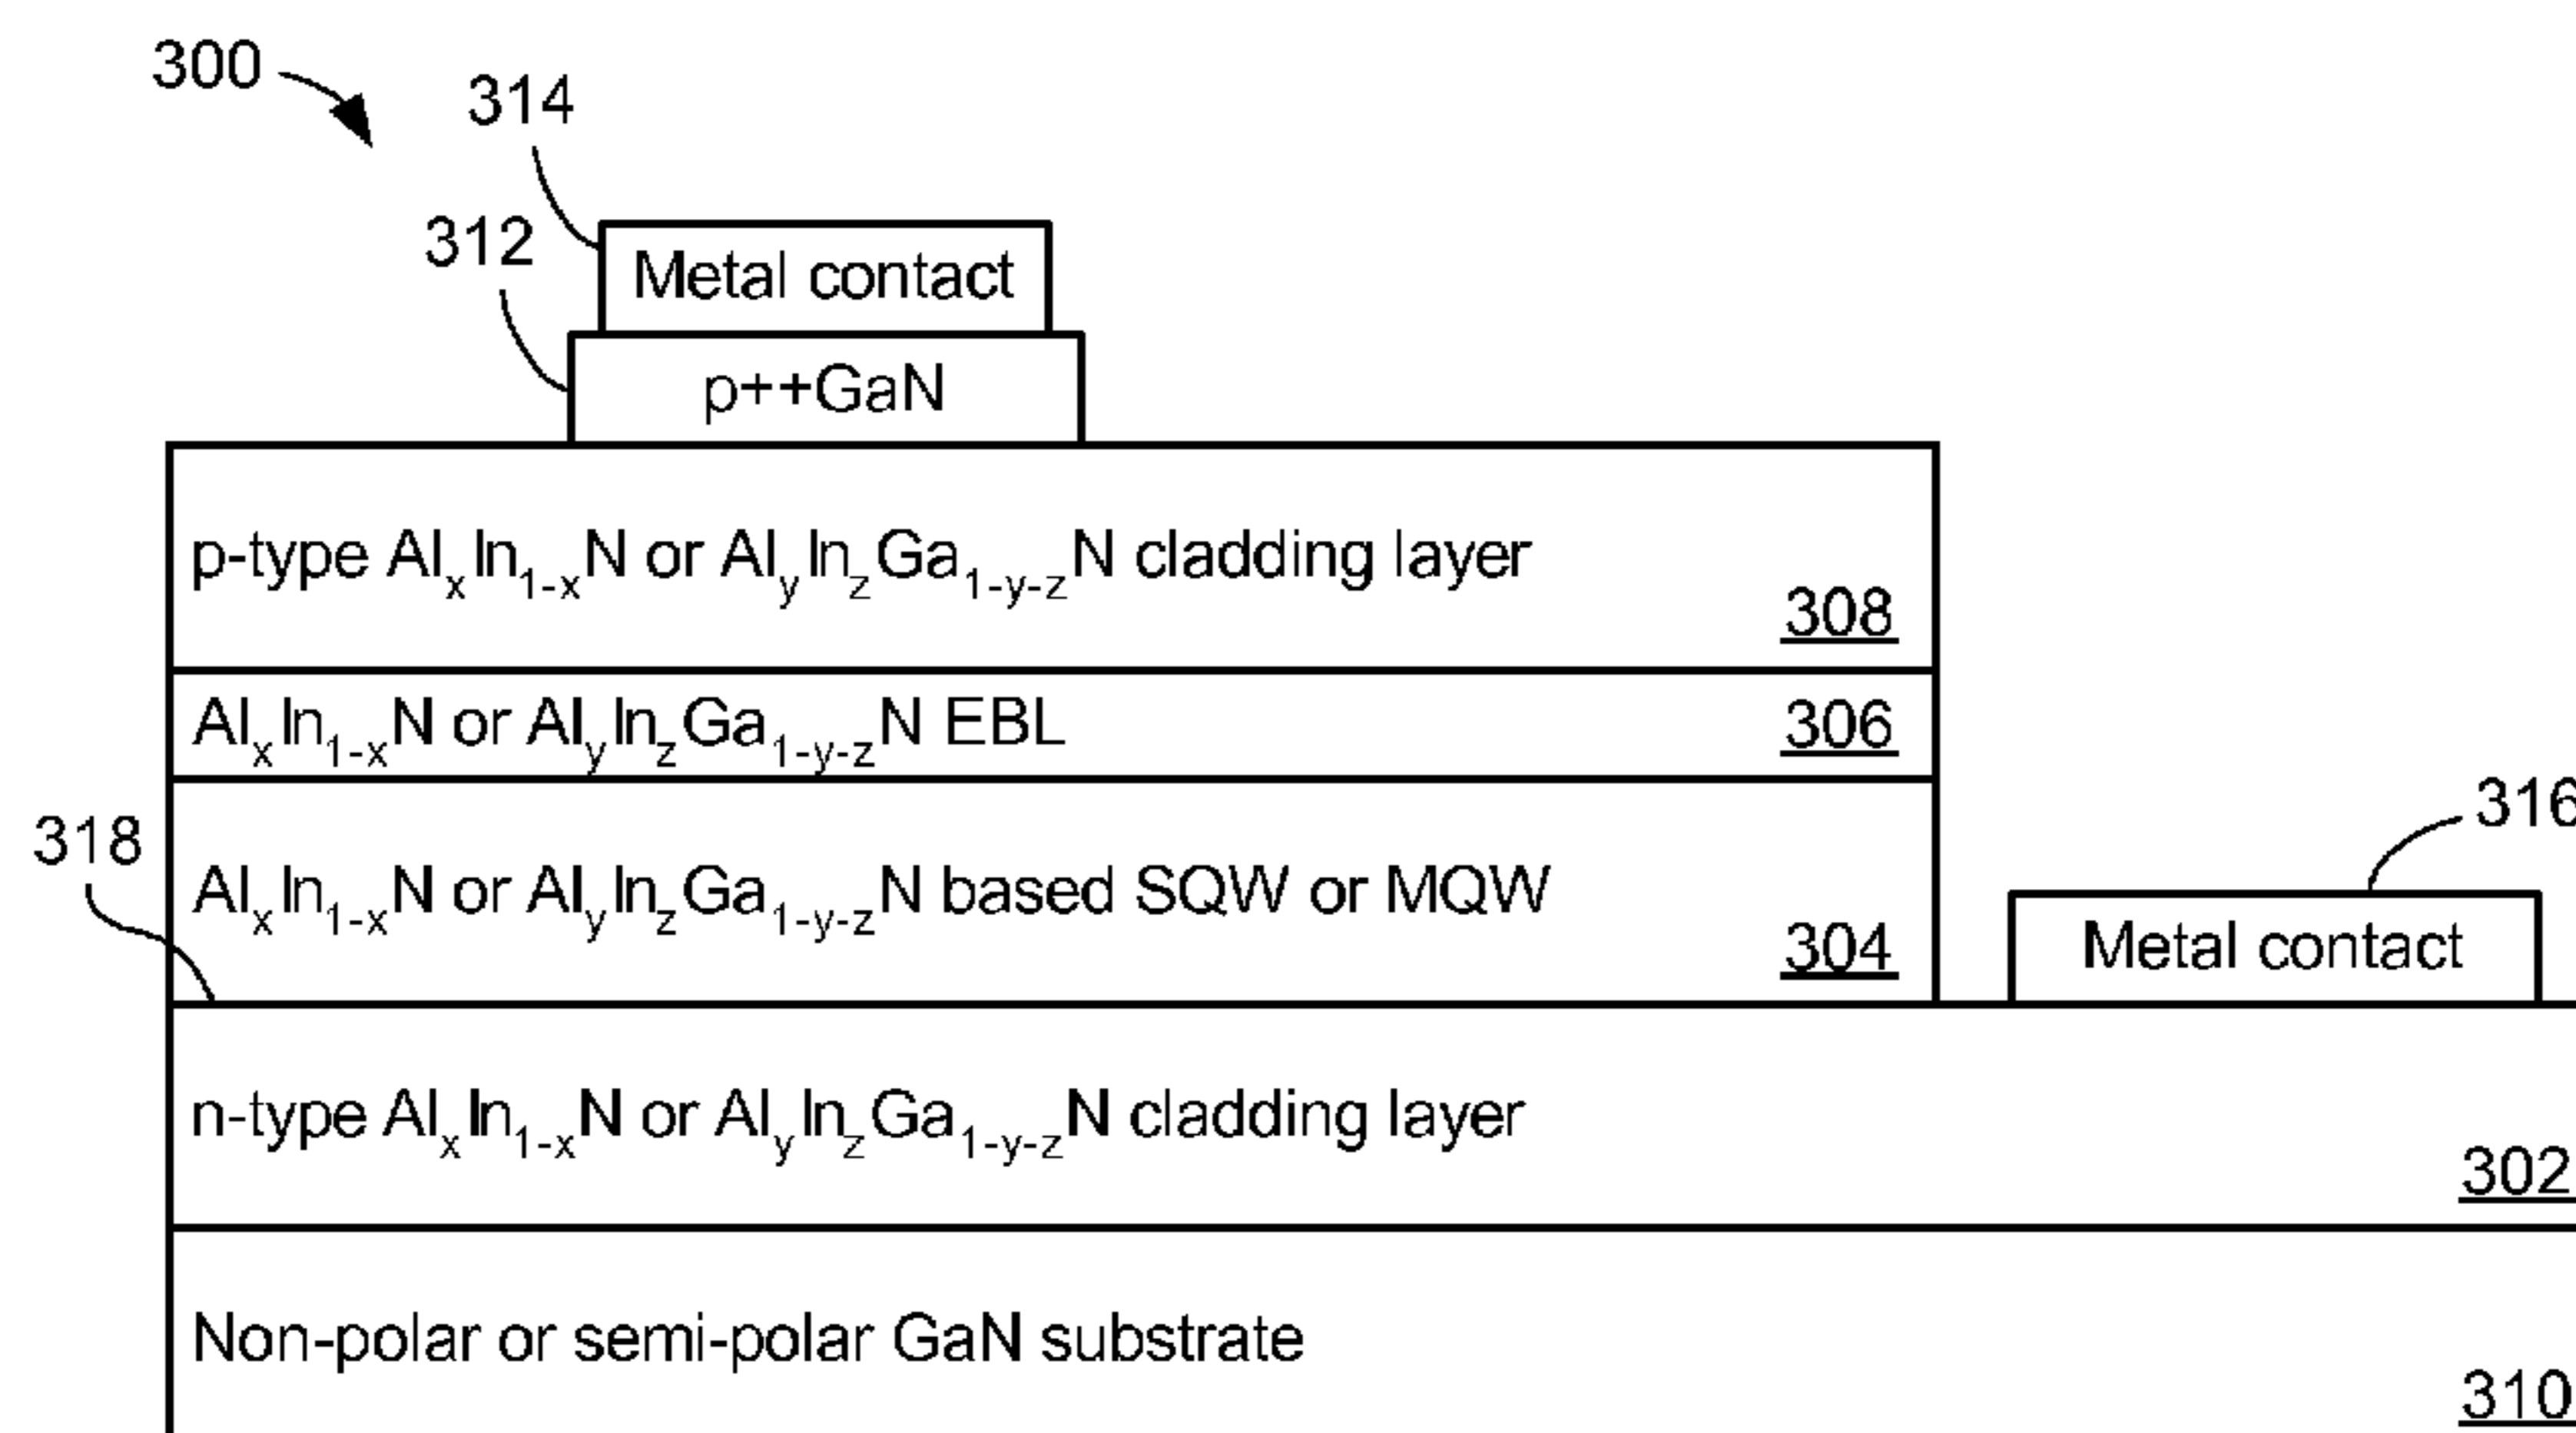 300
314
312
Metal contact
p++GaN
p-type AlₓIn₁₋ₓN or AlyInzGa1-y-zN cladding layer
308
AlₓIn₁₋ₓN or AlyInzGa1-y-zN EBL
306
318
AlₓIn₁₋ₓN or AlyInzGa1-y-zN based SQW or MQW
304
316
Metal contact
n-type AlₓIn₁₋ₓN or AlyInzGa1-y-zN cladding layer
302
Non-polar or semi-polar GaN substrate
310